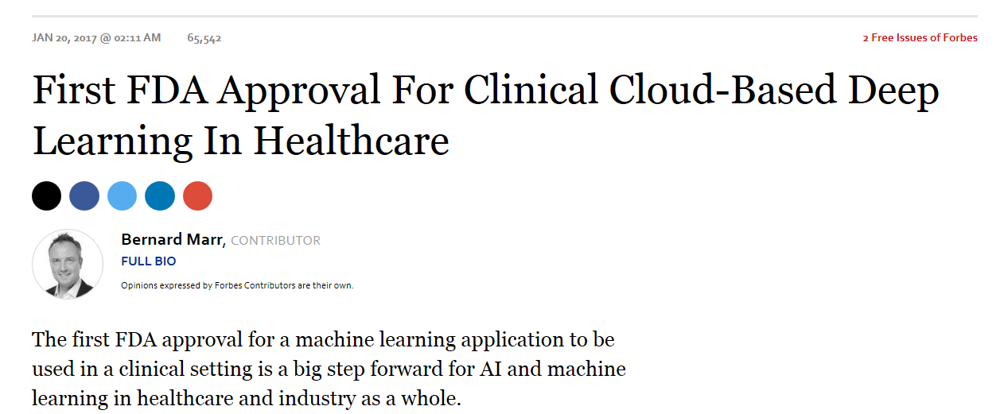 JAN 20, 2017 @ 02:11 AM 65,542 2 Free Issues of Forbes
First FDA Approval For Clinical Cloud-Based Deep
Learning In Healthcare
Bernard Marr, CONTRIBUTOR
FULL BIO
Opinions expressed by Forbes Contributors are their own.
The first FDA approval for a machine learning application to be
used in a clinical setting is a big step forward for AI and machine
learning in healthcare and industry as a whole.